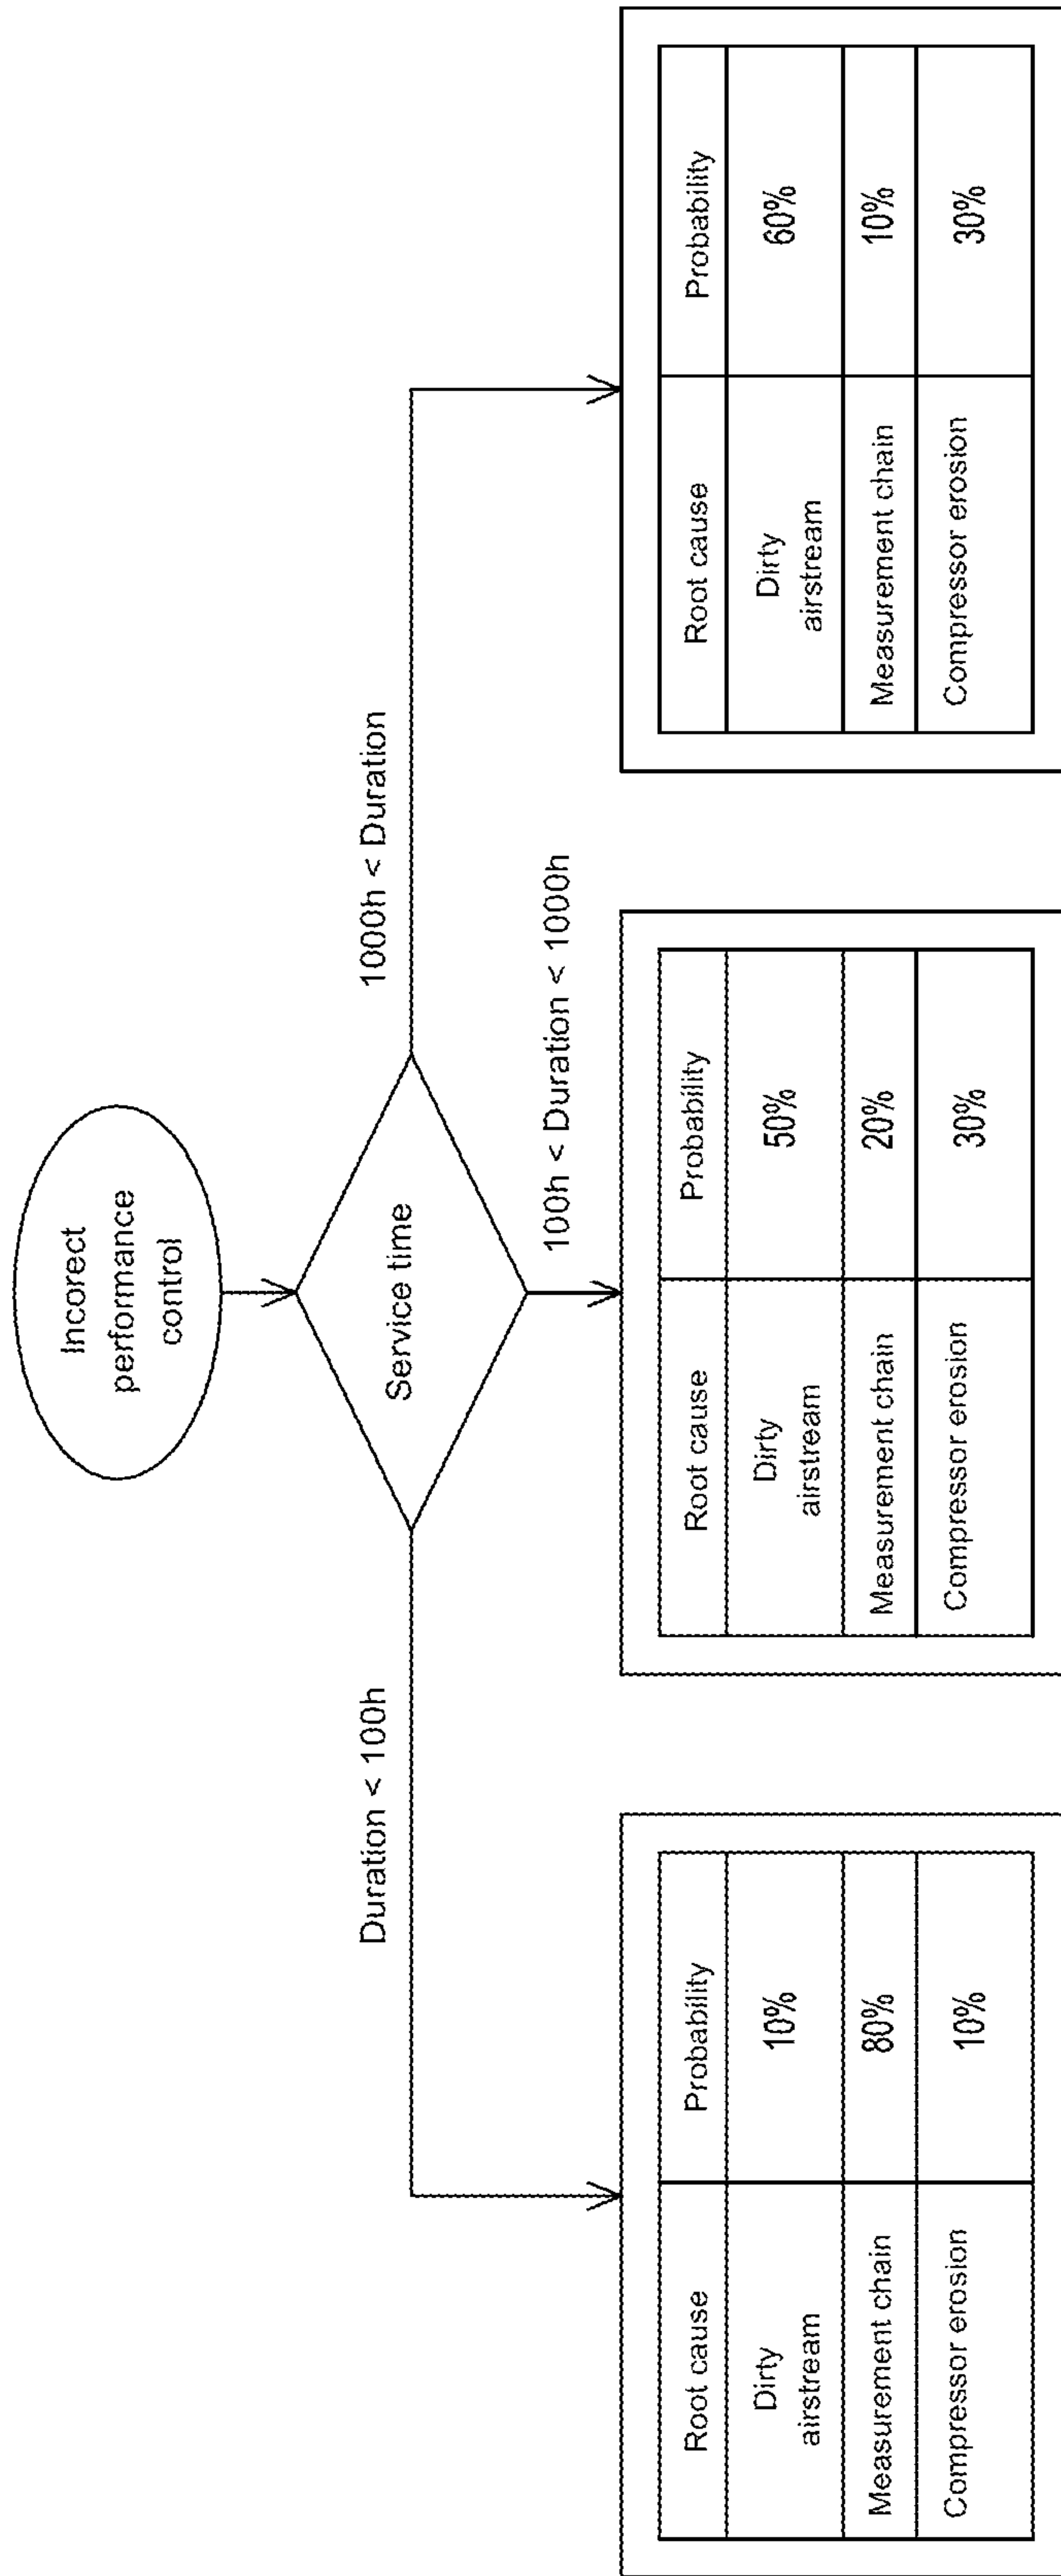 Incorect
performance
control
Service time
Duration < 100h
100h < Duration < 1000h
1000h < Duration
Root cause Probability
Dirty
airstream 10%
Measurement chain 80%
Compressor erosion 10%
Root cause Probability
Dirty
airstream 50%
Measurement chain 20%
Compressor erosion 30%
Root cause Probability
Dirty
airstream 60%
Measurement chain 10%
Compressor erosion 30%